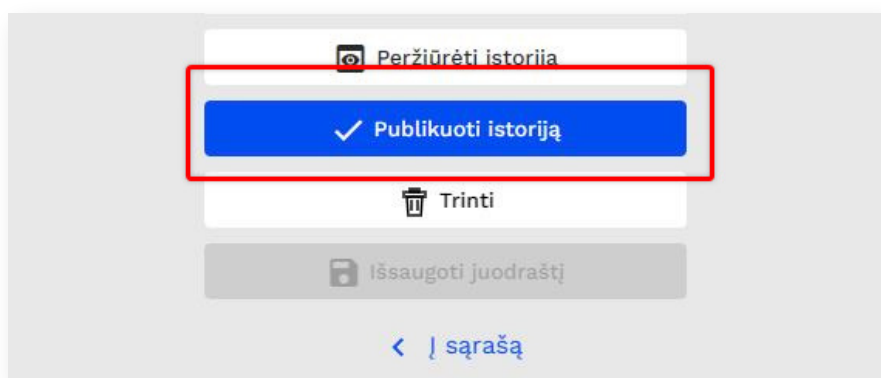 Peržiūrėti istoriją
Publikuoti istoriją
Trinti
Išsaugoti juodraštį
Į sąrašą